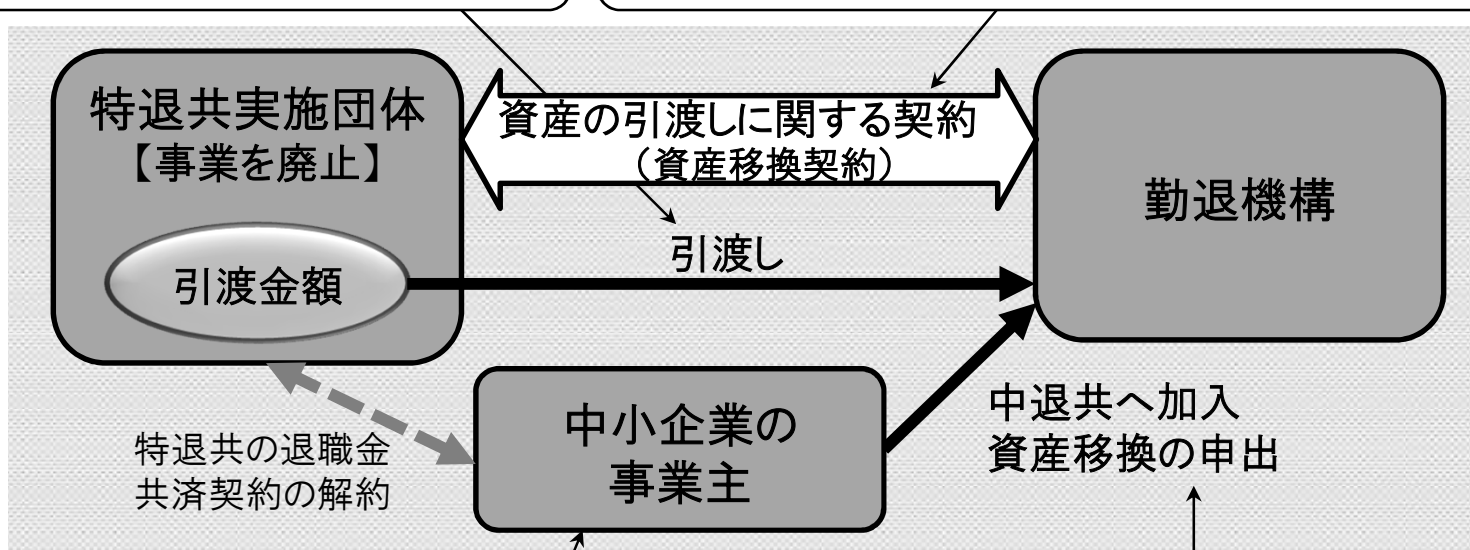 特退共実施団体
【事業を廃止】
引渡金額
資産の引渡しに関する契約
（資産移換契約）
引渡し
勤退機構
中小企業の
事業主
特退共の退職金
共済契約の解約
中退共へ加入
資産移換の申出